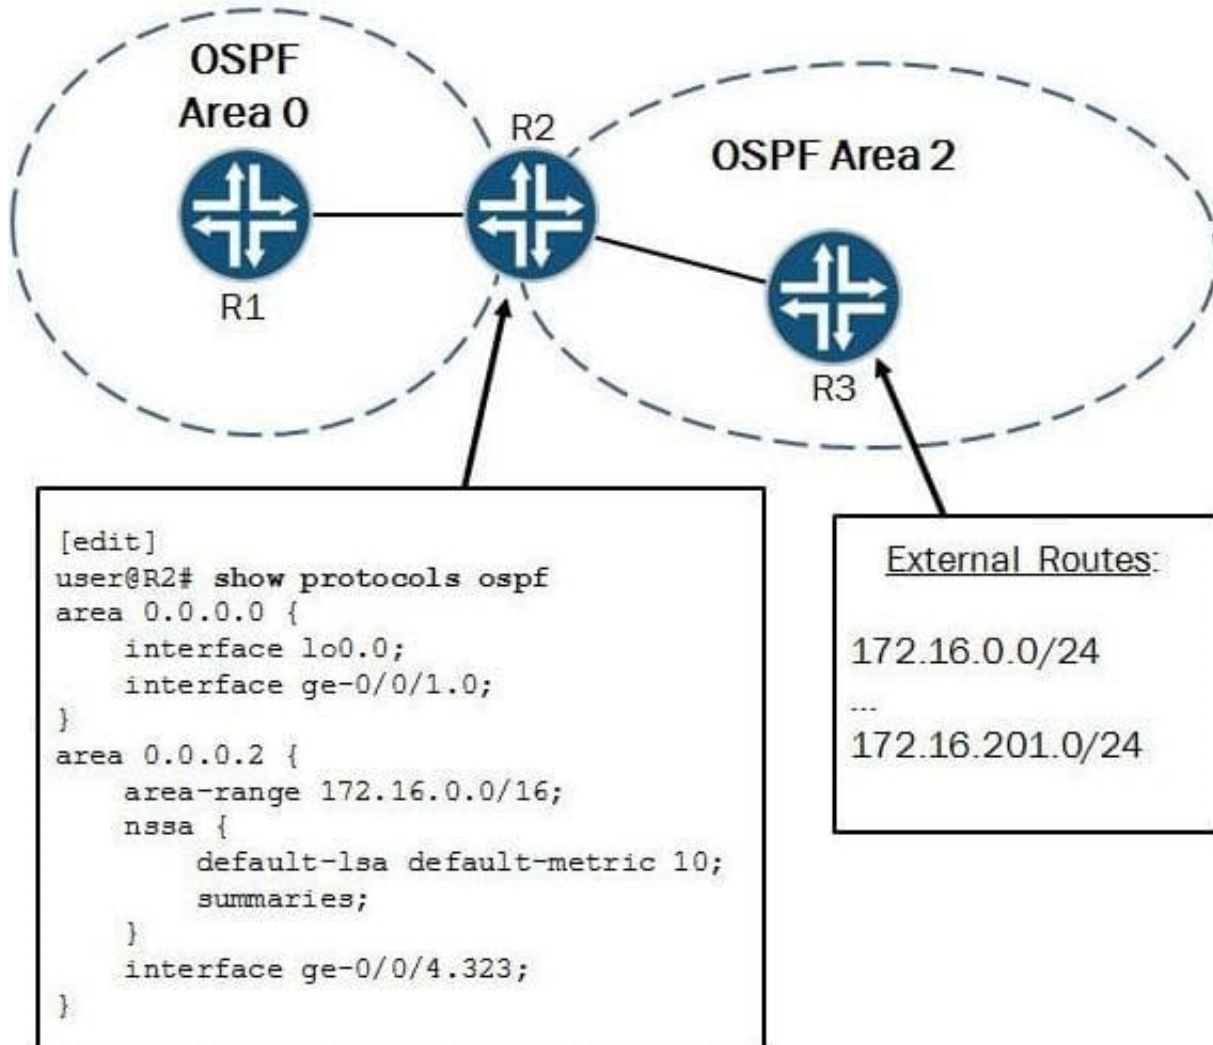 OSPF
Area 0
R2
OSPF Area 2
R1
R3
[edit]
user@R2# show protocols ospf
area 0.0.0.0 {
    interface lo0.0;
    interface ge-0/0/1.0;
}
area 0.0.0.2 {
    area-range 172.16.0.0/16;
    nssa {
        default-lsa default-metric 10;
        summaries;
    }
    interface ge-0/0/4.323;
}
External Routes:
172.16.0.0/24
...
172.16.201.0/24